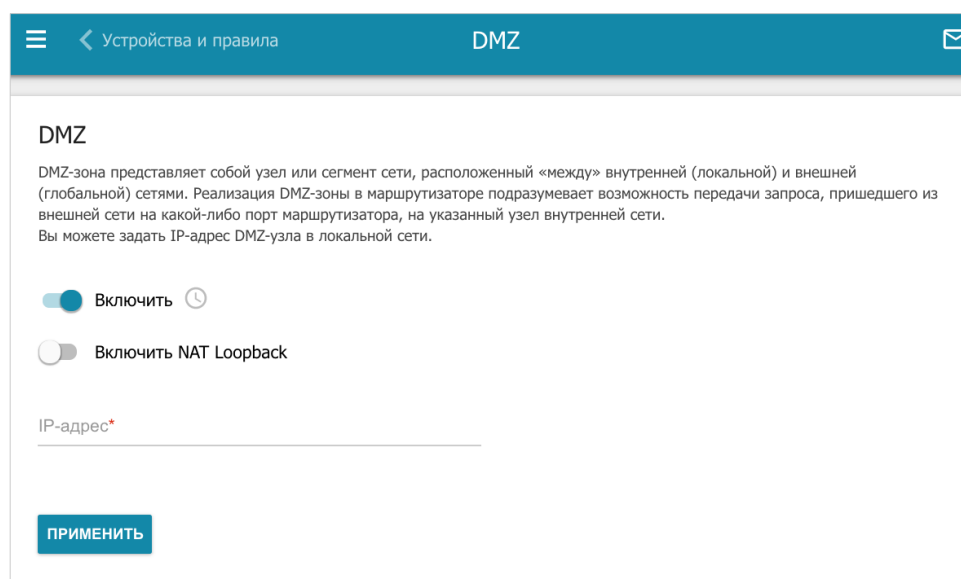 Устройства и правила
DMZ
DMZ
DMZ-зона представляет собой узел или сегмент сети, расположенный «между» внутренней (локальной) и внешней
(глобальной) сетями. Реализация DMZ-зоны в маршрутизаторе подразумевает возможность передачи запроса, пришедшего из
внешней сети на какой-либо порт маршрутизатора, на указанный узел внутренней сети.
Вы можете задать IP-адрес DMZ-узла в локальной сети.
Включить
Включить NAT Loopback
IP-адрес*
ПРИМЕНИТЬ